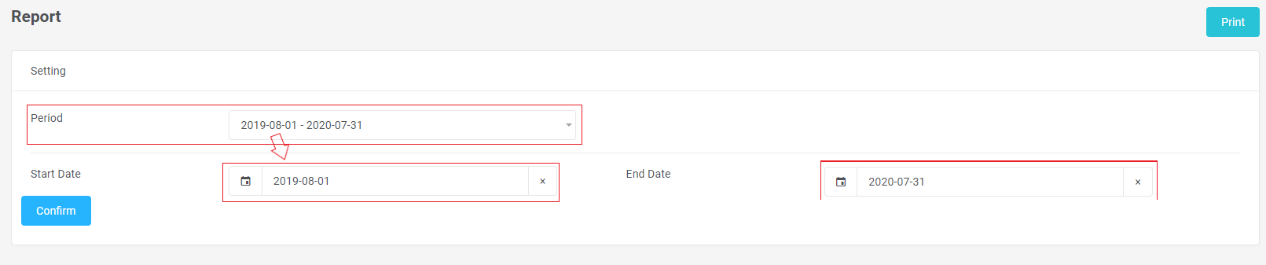 Report
Print
Setting
Period
2019-08-01 - 2020-07-31
Start Date
2019-08-01
×
End Date
2020-07-31
×
Confirm